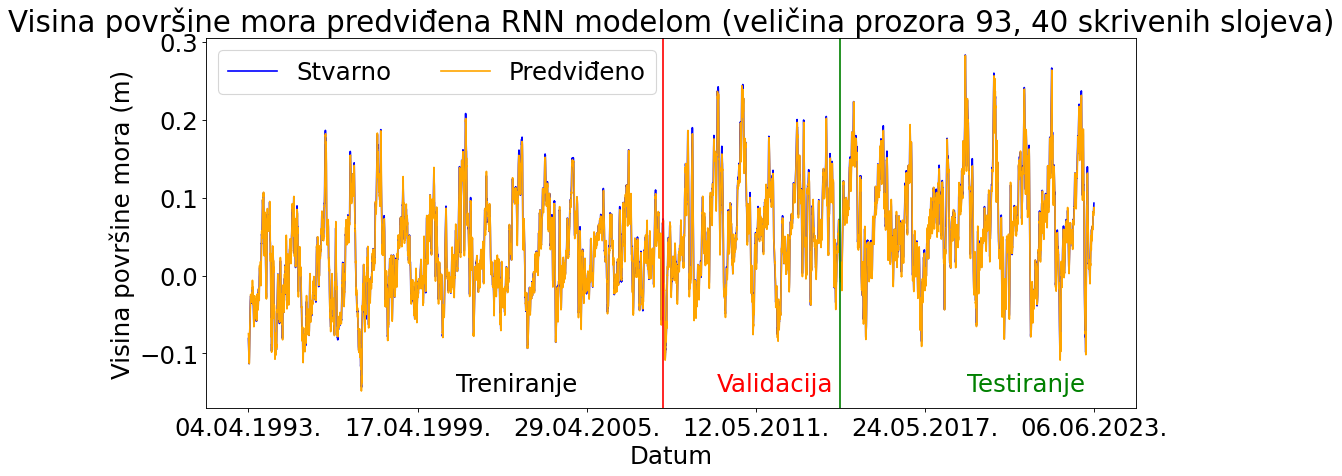 Visina površine mora predviđena RNN modelom (veličina prozora 93, 40 skrivenih slojeva)
Stvarno
Predviđeno
Visina površine mora (m)
0.3
0.2
0.1
0.0
−0.1
Treniranje
Validacija
Testiranje
04.04.1993.
17.04.1999.
29.04.2005.
12.05.2011.
24.05.2017.
06.06.2023.
Datum